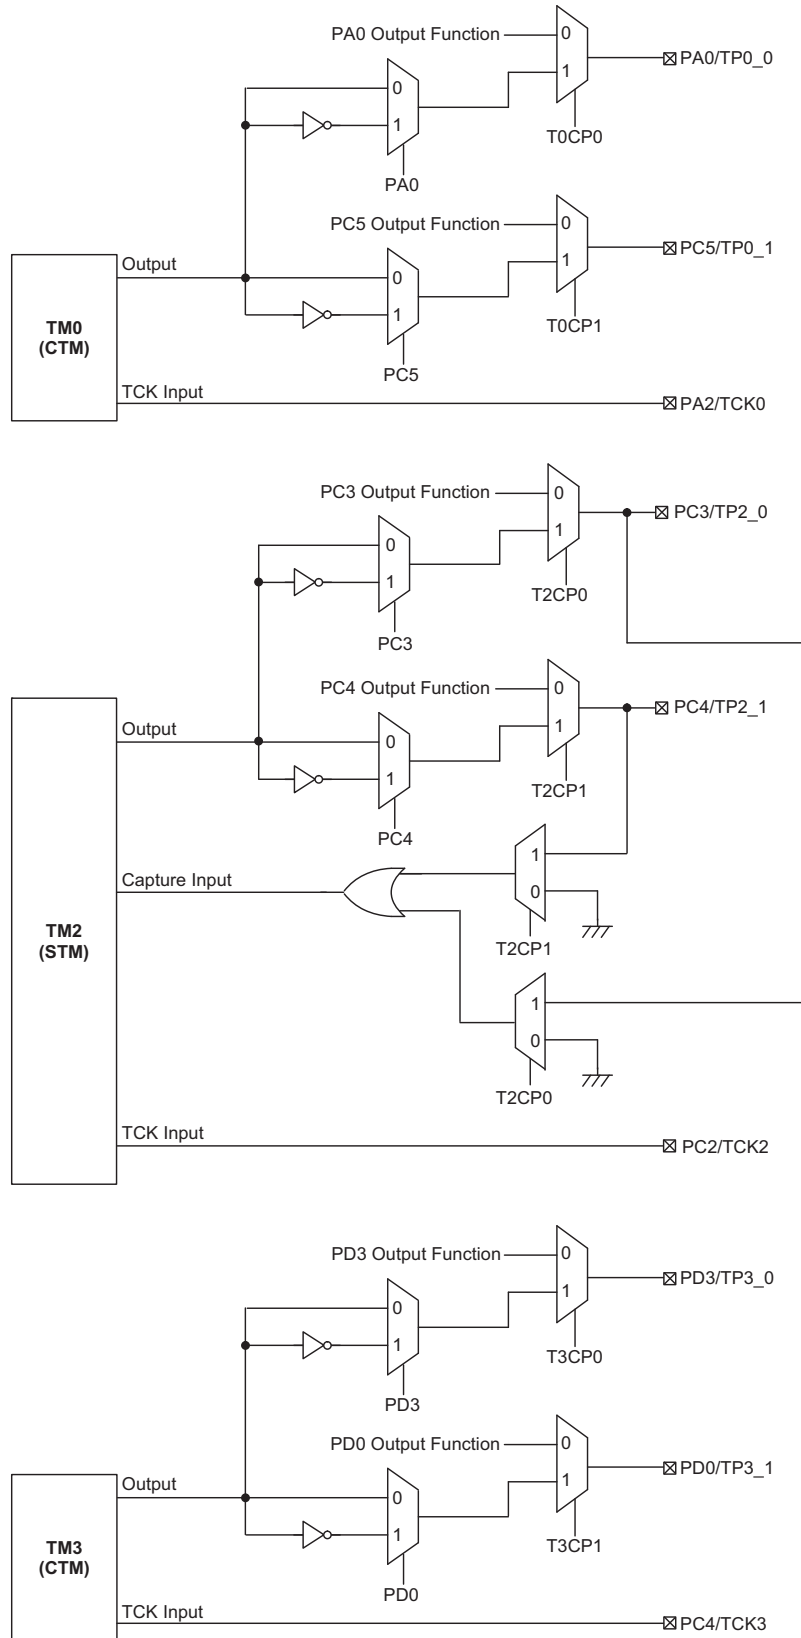 PA0 Output Function
0
1
PA0/TP0_0
T0CP0
0
1
PA0
PC5 Output Function
0
1
PC5/TP0_1
T0CP1
Output
0
1
PC5
TM0
(CTM)
TCK Input
PA2/TCK0
PC3 Output Function
0
1
PC3/TP2_0
T2CP0
0
1
PC3
PC4 Output Function
0
1
PC4/TP2_1
T2CP1
Output
0
1
PC4
Capture Input
1
0
T2CP1
TM2
(STM)
1
0
T2CP0
TCK Input
PC2/TCK2
PD3 Output Function
0
1
PD3/TP3_0
T3CP0
0
1
PD3
PD0 Output Function
0
1
PD0/TP3_1
T3CP1
Output
0
1
PD0
TM3
(CTM)
TCK Input
PC4/TCK3